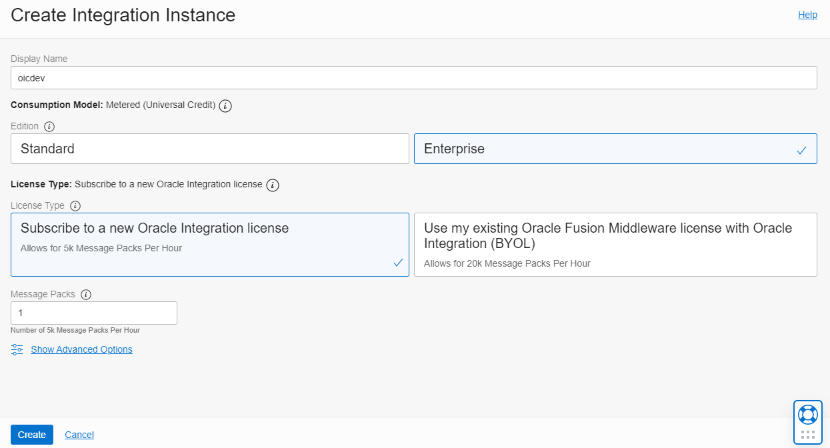 Create Integration Instance
Help
Display Name
oicdev
Consumption Model: Metered (Universal Credit)
Edition
Standard
Enterprise
License Type: Subscribe to a new Oracle Integration license
License Type
Subscribe to a new Oracle Integration license
Allows for 5k Message Packs Per Hour
Use my existing Oracle Fusion Middleware license with Oracle
Integration (BYOL)
Allows for 20k Message Packs Per Hour
Message Packs
1
Number of 5k Message Packs Per Hour
Show Advanced Options
Create
Cancel